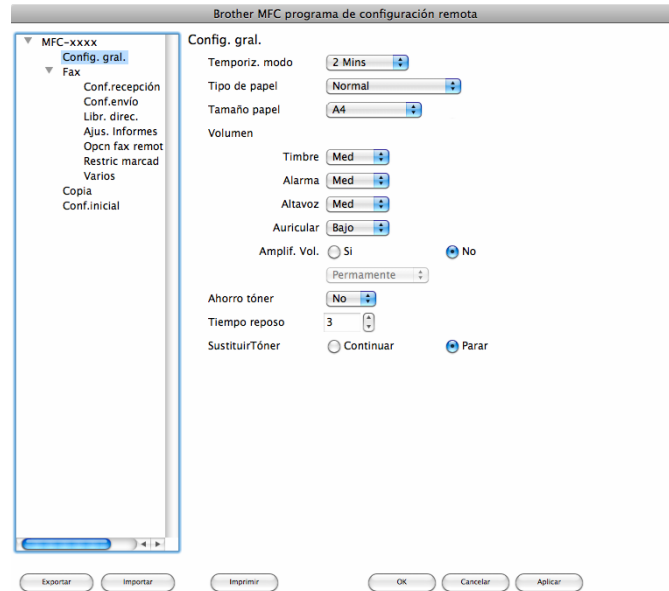 Brother MFC programa de configuración remota
MFC-xxxx
Config. gral.
Fax
Conf.recepción
Conf.envío
Libr. direc.
Ajus. Informes
Opcn fax remot
Restric marcad
Varios
Copia
Conf.inicial
Config. gral.
Temporiz. modo 2 Mins
Tipo de papel Normal
Tamaño papel A4
Volumen
Timbre Med
Alarma Med
Altavoz Med
Auricular Bajo
Amplif. Vol. Si No
Permamente
Ahorro tóner No
Tiempo reposo 3
SustituirTóner Continuar Parar
Exportar Importar Imprimir OK Cancelar Aplicar